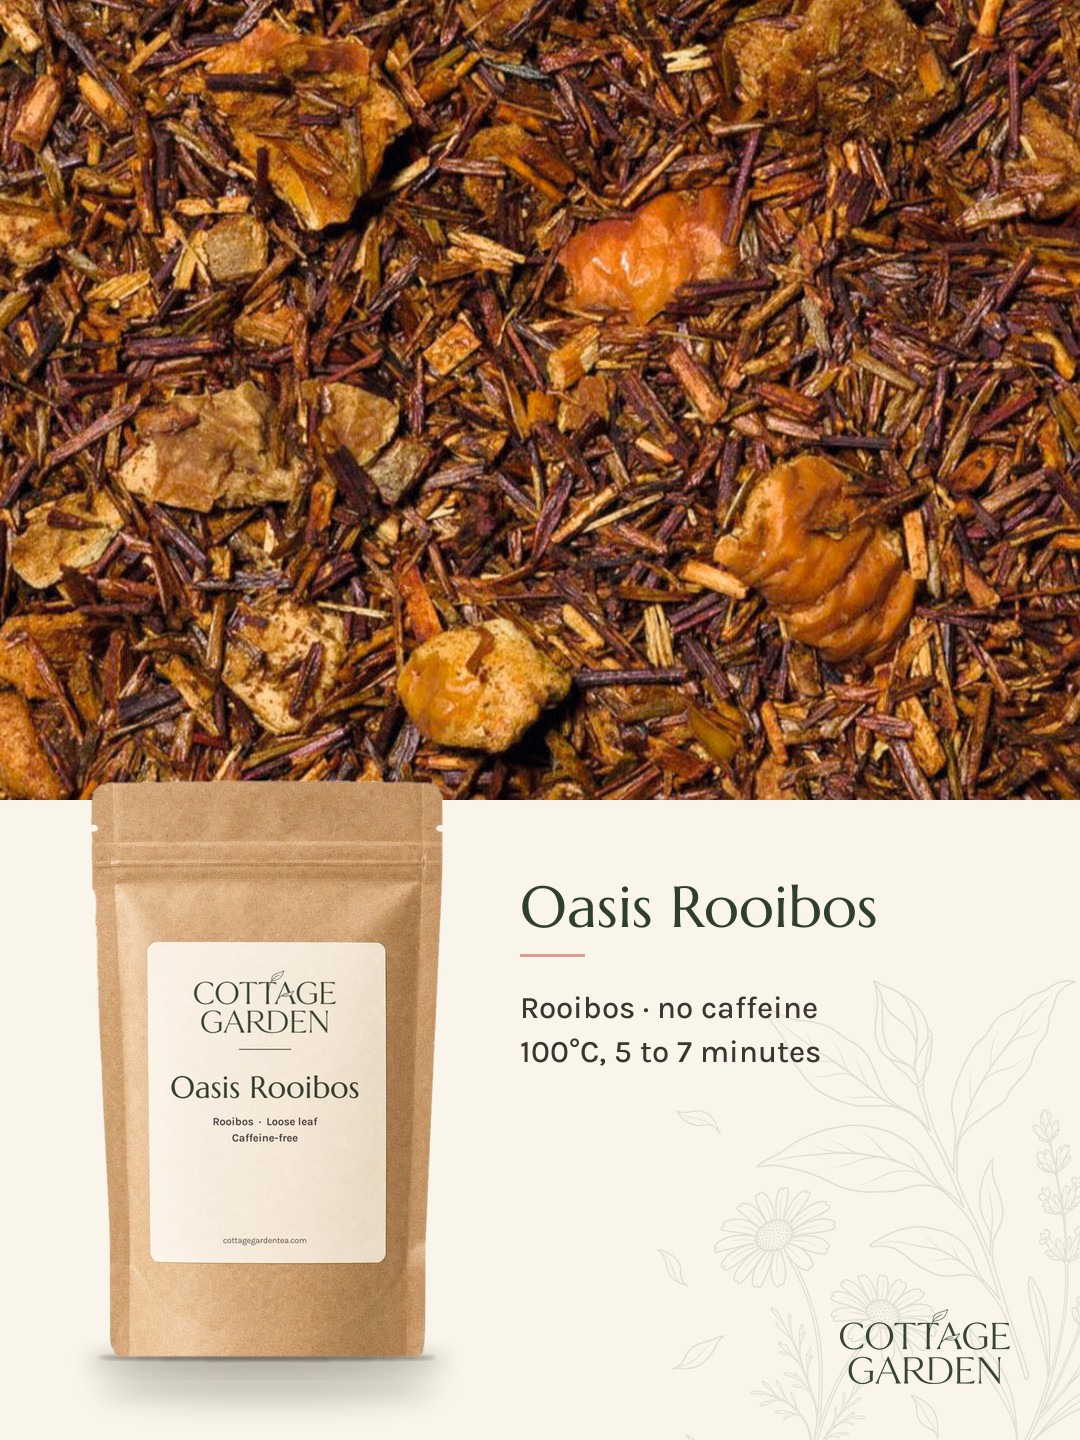 COTTAGE
GARDEN
Oasis Rooibos
Rooibos · Loose leaf
Caffeine-free
cottagegardentea.com
Oasis Rooibos
Rooibos · no caffeine
100°C, 5 to 7 minutes
COTTAGE
GARDEN